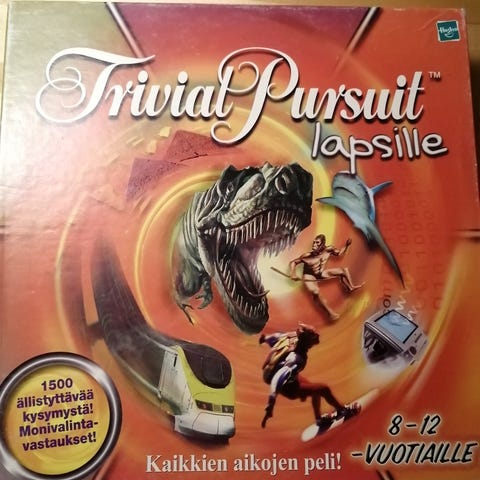 Hasbro
Trivial Pursuit™
lapsille
1500
ällistyttävää
kysymystä!
Monivalinta-
vastaukset!
8-12
-VUOTIAILLE
Kaikkien aikojen peli!